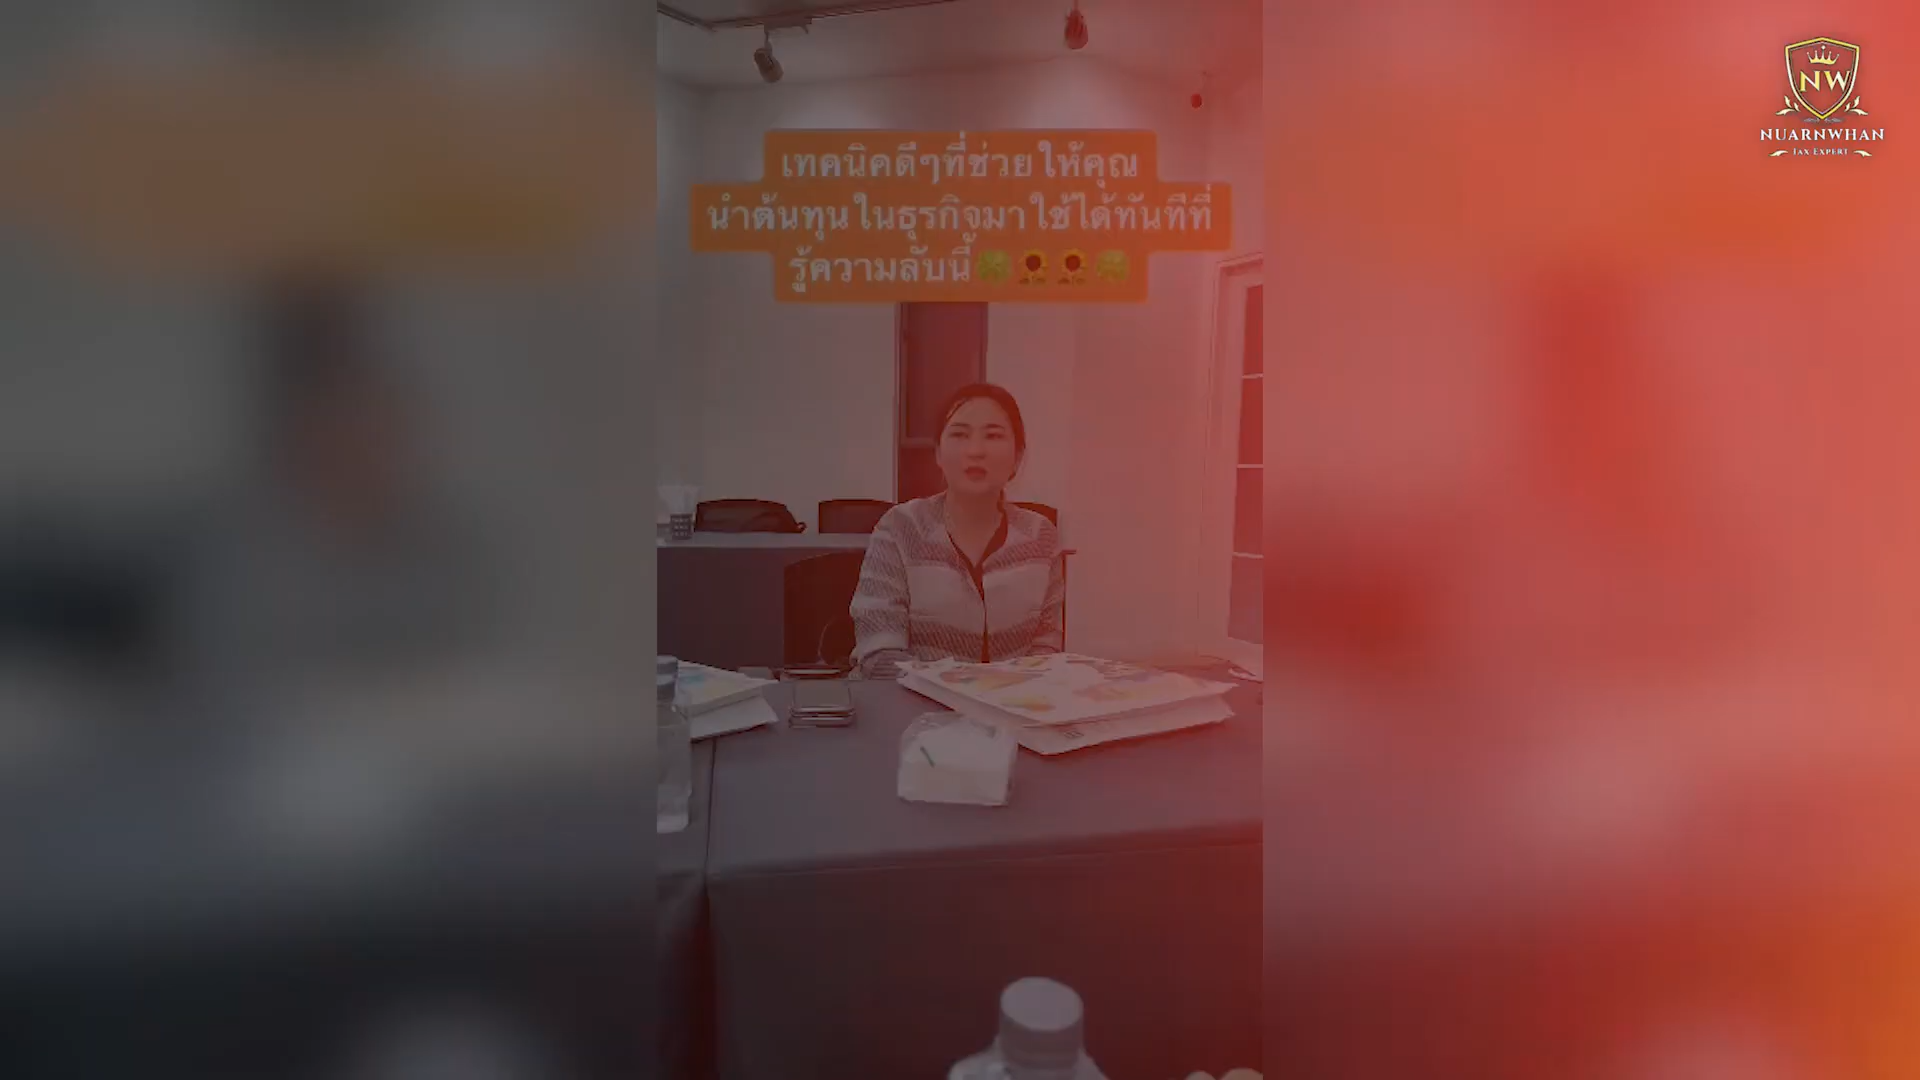 เทคนิคดีๆที่ช่วยให้คุณ
นำต้นทุนในธุรกิจมาใช้ได้ทันทีที่
รู้ความลับนี้🍀🌻🌻🍀
NW
NUARNWHAN
TAX EXPERT